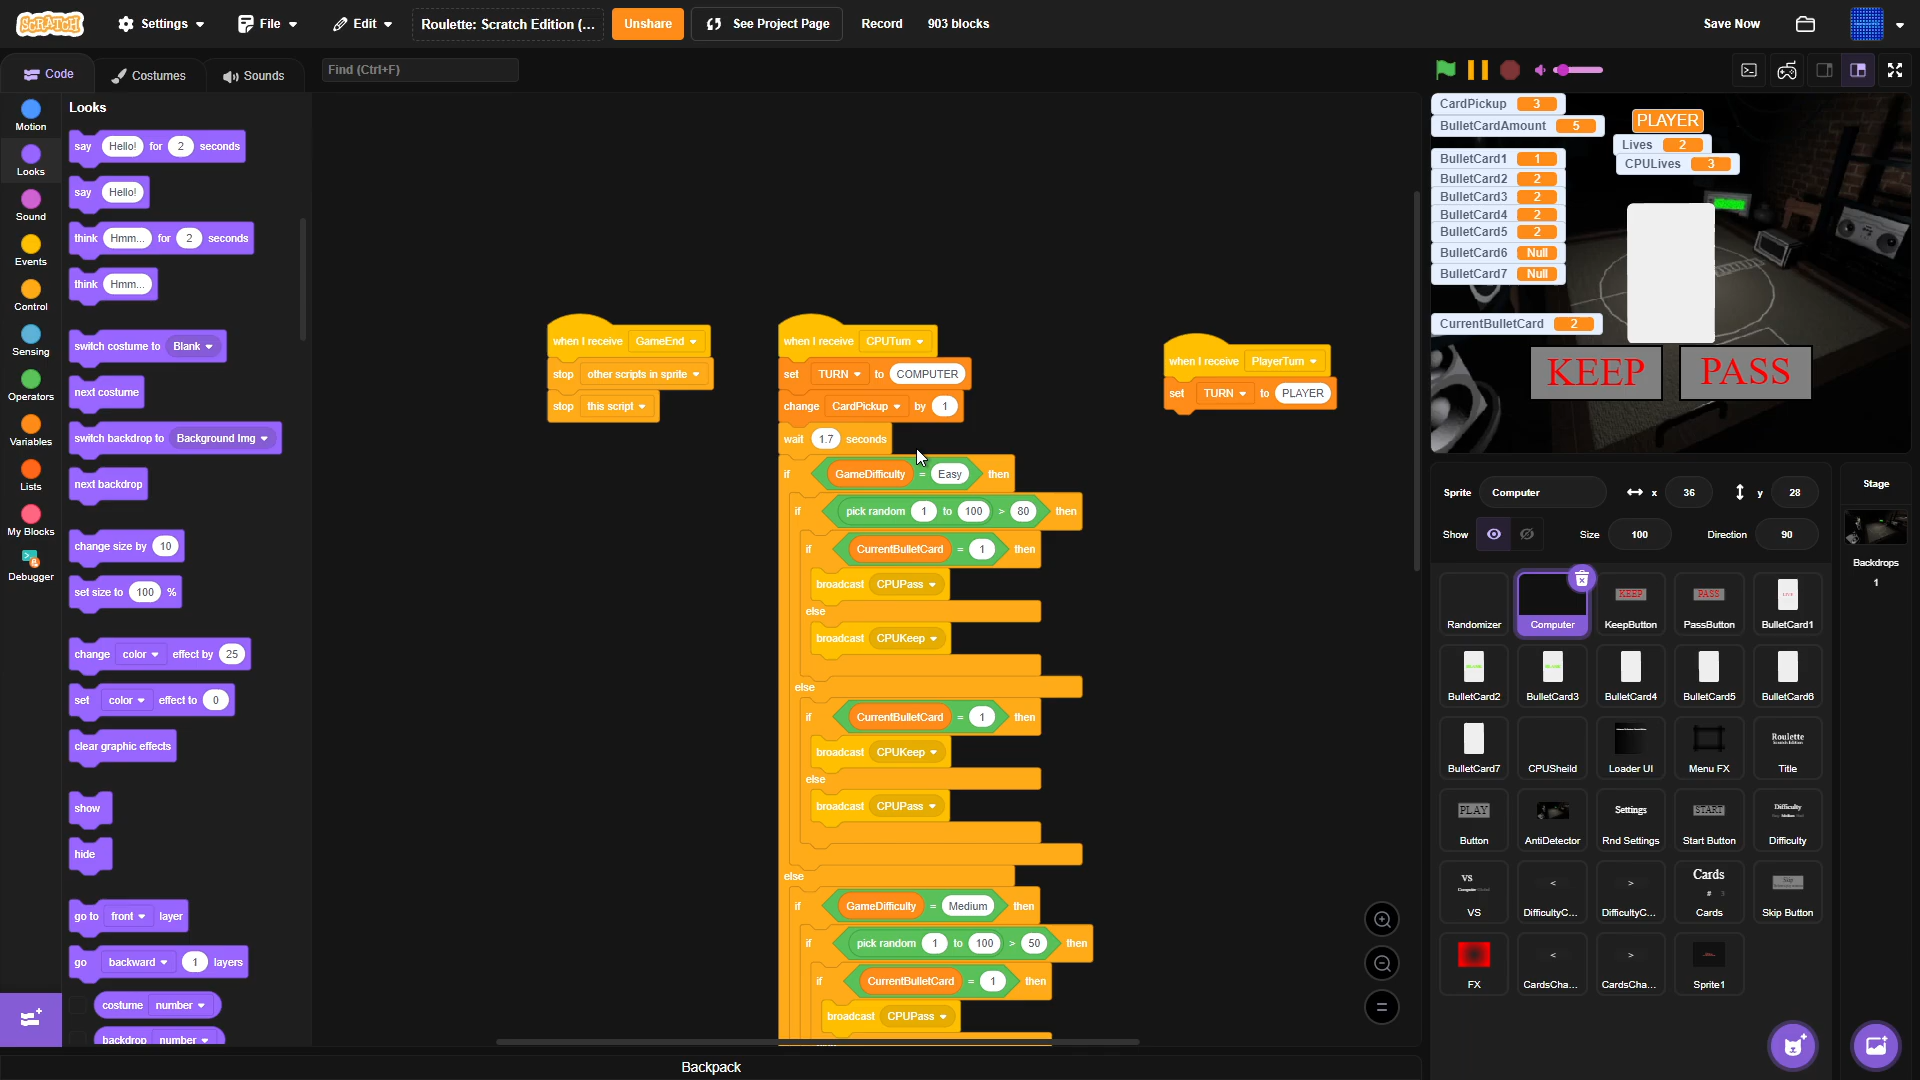 SCRATCH
Settings
File
Edit
Roulette: Scratch Edition (...
Unshare
See Project Page
Record
903 blocks
Save Now
Code
Costumes
Sounds
Find (Ctrl+F)
Motion
Looks
Sound
Events
Control
Sensing
Operators
Variables
Lists
My Blocks
Debugger
Looks
say Hello! for 2 seconds
say Hello!
think Hmm... for 2 seconds
think Hmm...
switch costume to Blank
next costume
switch backdrop to Background Img
next backdrop
change size by 10
set size to 100 %
change color effect by 25
set color effect to 0
clear graphic effects
show
hide
go to front layer
go backward 1 layers
costume number
backdrop number
when I receive GameEnd
stop other scripts in sprite
stop this script
when I receive CPUTurn
set TURN to COMPUTER
change CardPickup by 1
wait 1.7 seconds
if GameDifficulty = Easy then
if pick random 1 to 100 > 80 then
if CurrentBulletCard = 1 then
broadcast CPUPass
else
broadcast CPUKeep
else
if CurrentBulletCard = 1 then
broadcast CPUKeep
else
broadcast CPUPass
else
if GameDifficulty = Medium then
if pick random 1 to 100 > 50 then
if CurrentBulletCard = 1 then
broadcast CPUPass
when I receive PlayerTurn
set TURN to PLAYER
Backpack
CardPickup 3
BulletCardAmount 5
BulletCard1 1
BulletCard2 2
BulletCard3 2
BulletCard4 2
BulletCard5 2
BulletCard6 Null
BulletCard7 Null
CurrentBulletCard 2
PLAYER
Lives 2
CPULives 3
KEEP
PASS
Sprite Computer x 36 y 28
Show Size 100 Direction 90
Stage
Backdrops
1
Randomizer
Computer
KEEP
KeepButton
PASS
PassButton
BulletCard1
BulletCard2
BulletCard3
BulletCard4
BulletCard5
BulletCard6
BulletCard7
CPUSheild
Loader UI
Menu FX
Roulette
Title
PLAY
Button
AntiDetector
Settings
Rnd Settings
START
Start Button
Difficulty
Difficulty
VS
VS
<
DifficultyC...
>
DifficultyC...
Cards
# 3
Cards
Skip
Skip Button
FX
<
CardsCha...
>
CardsCha...
Sprite1